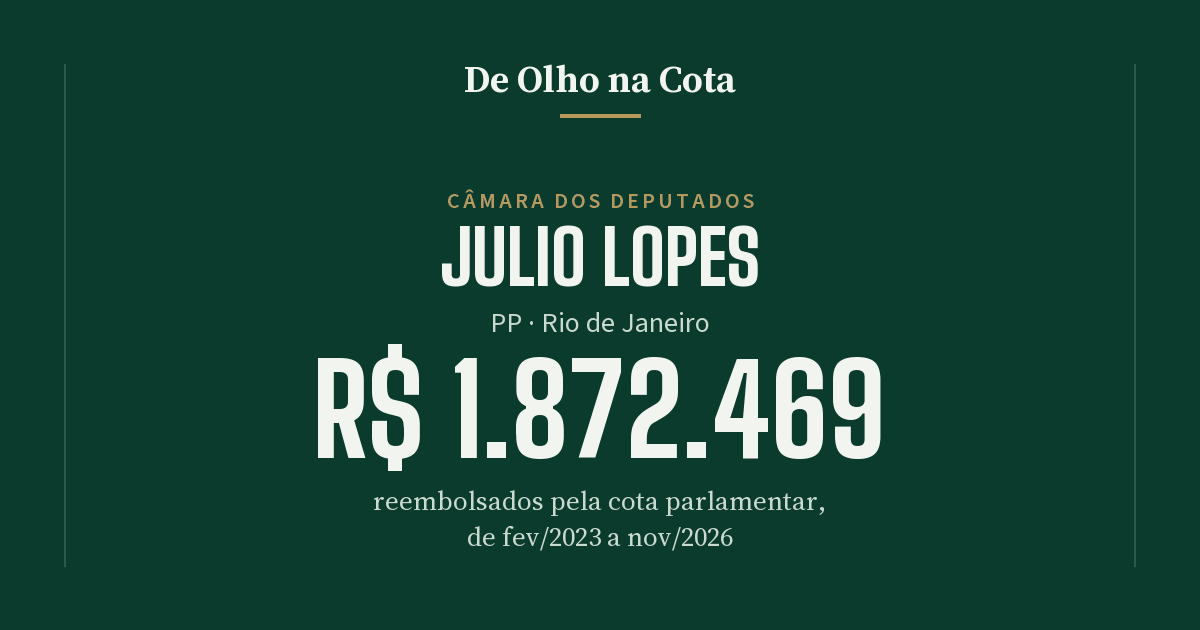 De Olho na Cota
CÂMARA DOS DEPUTADOS
JULIO LOPES
PP · Rio de Janeiro
R$ 1.872.469
reembolsados pela cota parlamentar,
de fev/2023 a nov/2026